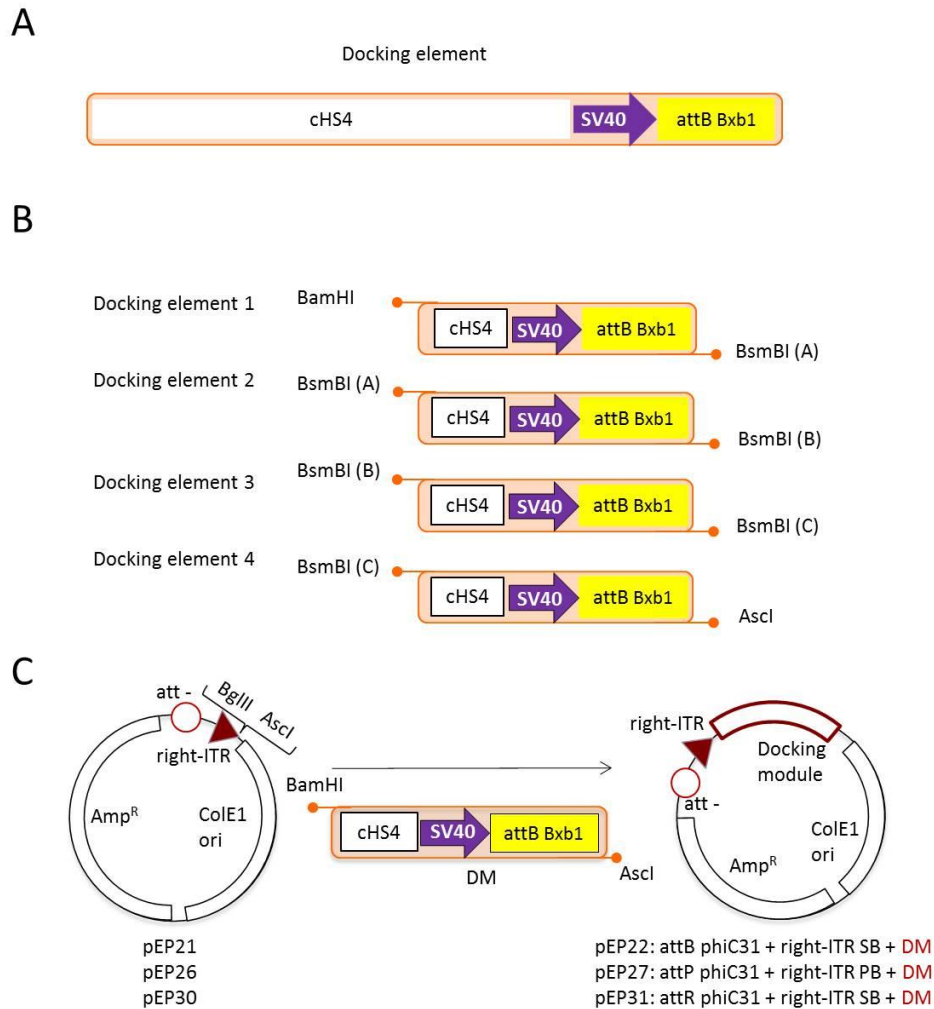 A
Docking element
cHS4
SV40
attB Bxb1
B
Docking element 1
BamHI
cHS4
SV40
attB Bxb1
BsmBI (A)
Docking element 2
BsmBI (A)
cHS4
SV40
attB Bxb1
BsmBI (B)
Docking element 3
BsmBI (B)
cHS4
SV40
attB Bxb1
BsmBI (C)
Docking element 4
BsmBI (C)
cHS4
SV40
attB Bxb1
AscI
C
att -
BglII
AscI
right-ITR
AmpR
ColE1
ori
pEP21
pEP26
pEP30
BamHI
cHS4
SV40
attB Bxb1
DM
AscI
right-ITR
Docking
module
att -
ColE1
ori
AmpR
pEP22: attB phiC31 + right-ITR SB + DM
pEP27: attP phiC31 + right-ITR PB + DM
pEP31: attR phiC31 + right-ITR SB + DM